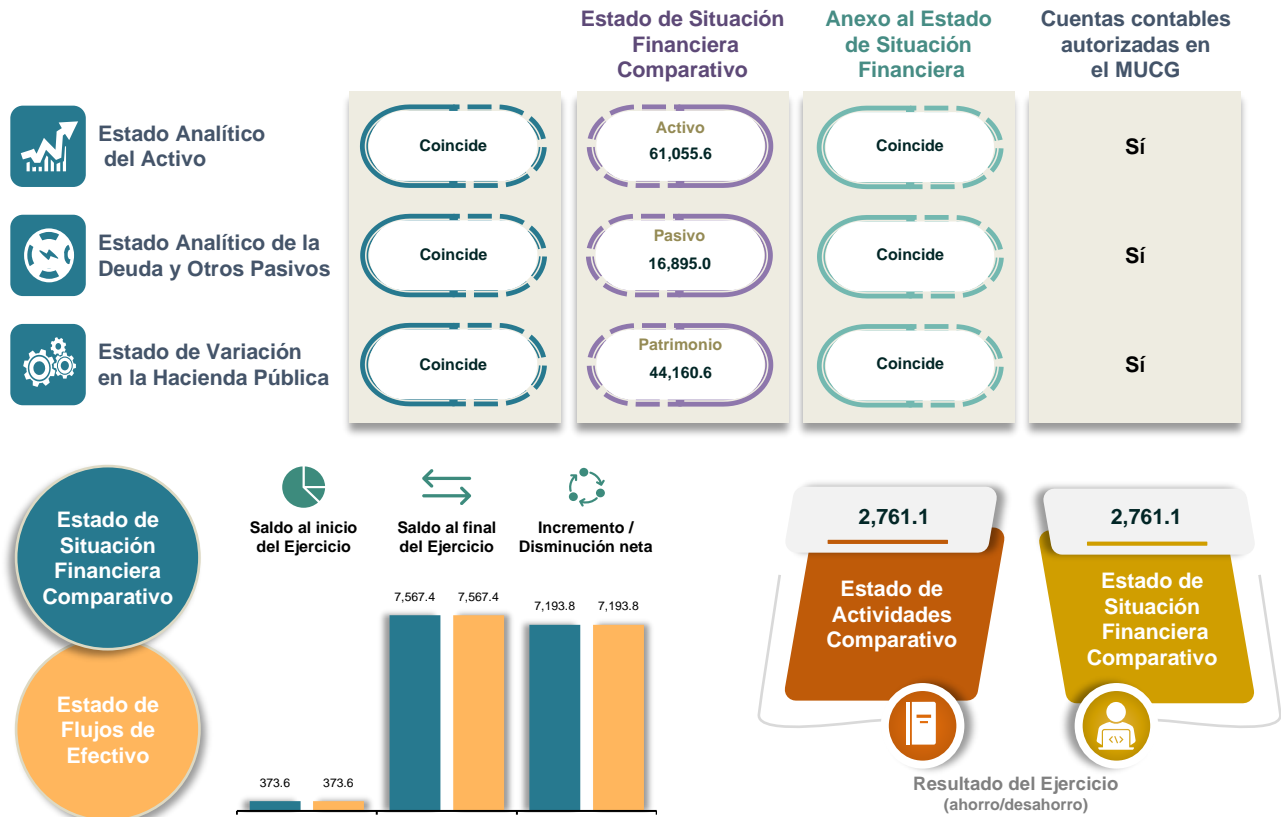 Estado de Situación
Financiera
Comparativo
Anexo al Estado
de Situación
Financiera
Cuentas contables
autorizadas en
el MUCG
Estado Analítico
del Activo
Coincide
Activo
61,055.6
Coincide
Sí
Estado Analítico de la
Deuda y Otros Pasivos
Coincide
Pasivo
16,895.0
Coincide
Sí
Estado de Variación
en la Hacienda Pública
Coincide
Patrimonio
44,160.6
Coincide
Sí
Estado de
Situación
Financiera
Comparativo
Estado de
Flujos de
Efectivo
Saldo al inicio
del Ejercicio
Saldo al final
del Ejercicio
Incremento /
Disminución neta
373.6
373.6
7,567.4
7,567.4
7,193.8
7,193.8
2,761.1
Estado de
Actividades
Comparativo
2,761.1
Estado de
Situación
Financiera
Comparativo
Resultado del Ejercicio
(ahorro/desahorro)